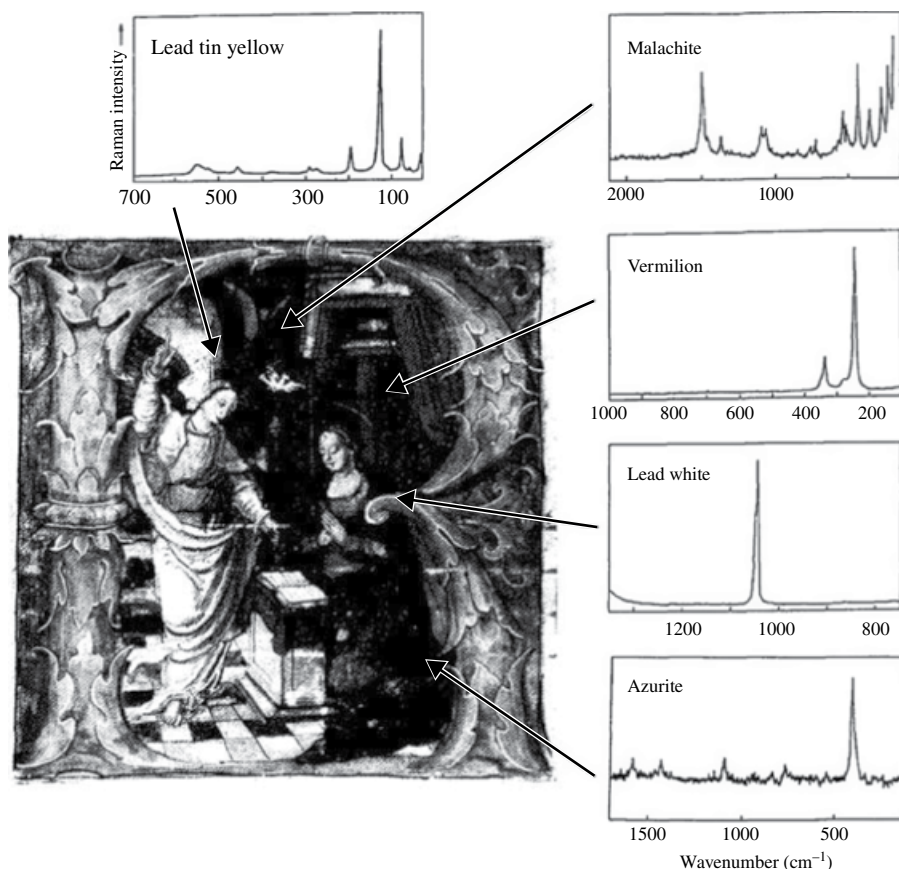 Lead tin yellow
Raman intensity
700 500 300 100
Malachite
2000 1000
Vermilion
1000 800 600 400 200
Lead white
1200 1000 800
Azurite
1500 1000 500
Wavenumber (cm⁻¹)